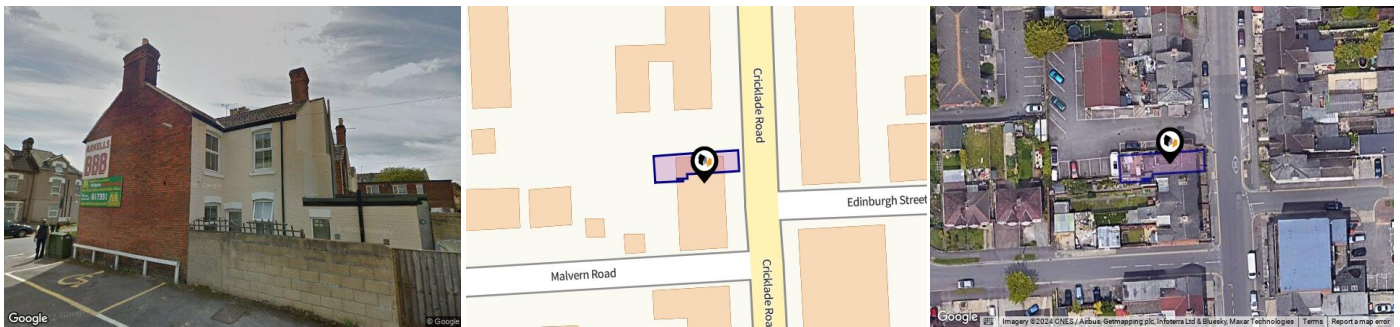 ARKELLS
BBB
Google
© Google
Cricklade Road
Edinburgh Street
Malvern Road
Cricklade Roa
Google
Imagery ©2024 CNES / Airbus, Getmapping plc, Infoterra Ltd & Bluesky, Maxar Technologies
Terms
Report a map error